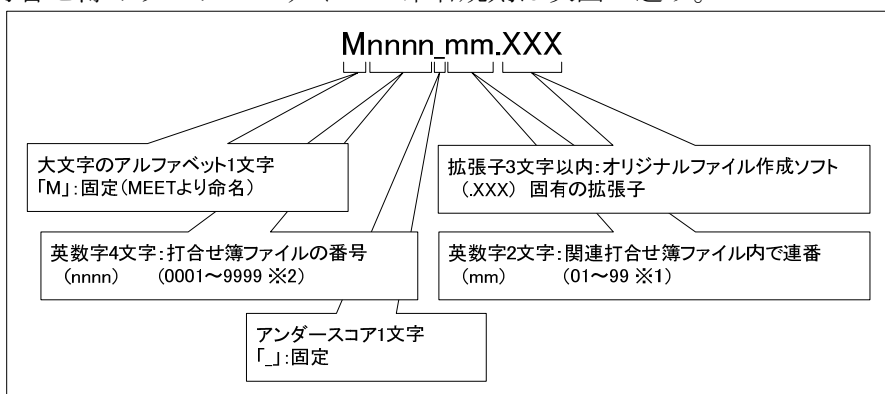 Mnnnn_mm.XXX
大文字のアルファベット1文字
「M」:固定(MEETより命名)
拡張子3文字以内:オリジナルファイル作成ソフト
(.XXX) 固有の拡張子
英数字4文字:打合せ簿ファイルの番号
(nnnn) (0001~9999 ※2)
英数字2文字:関連打合せ簿ファイル内で連番
(mm) (01~99 ※1)
アンダースコア1文字
「_」:固定